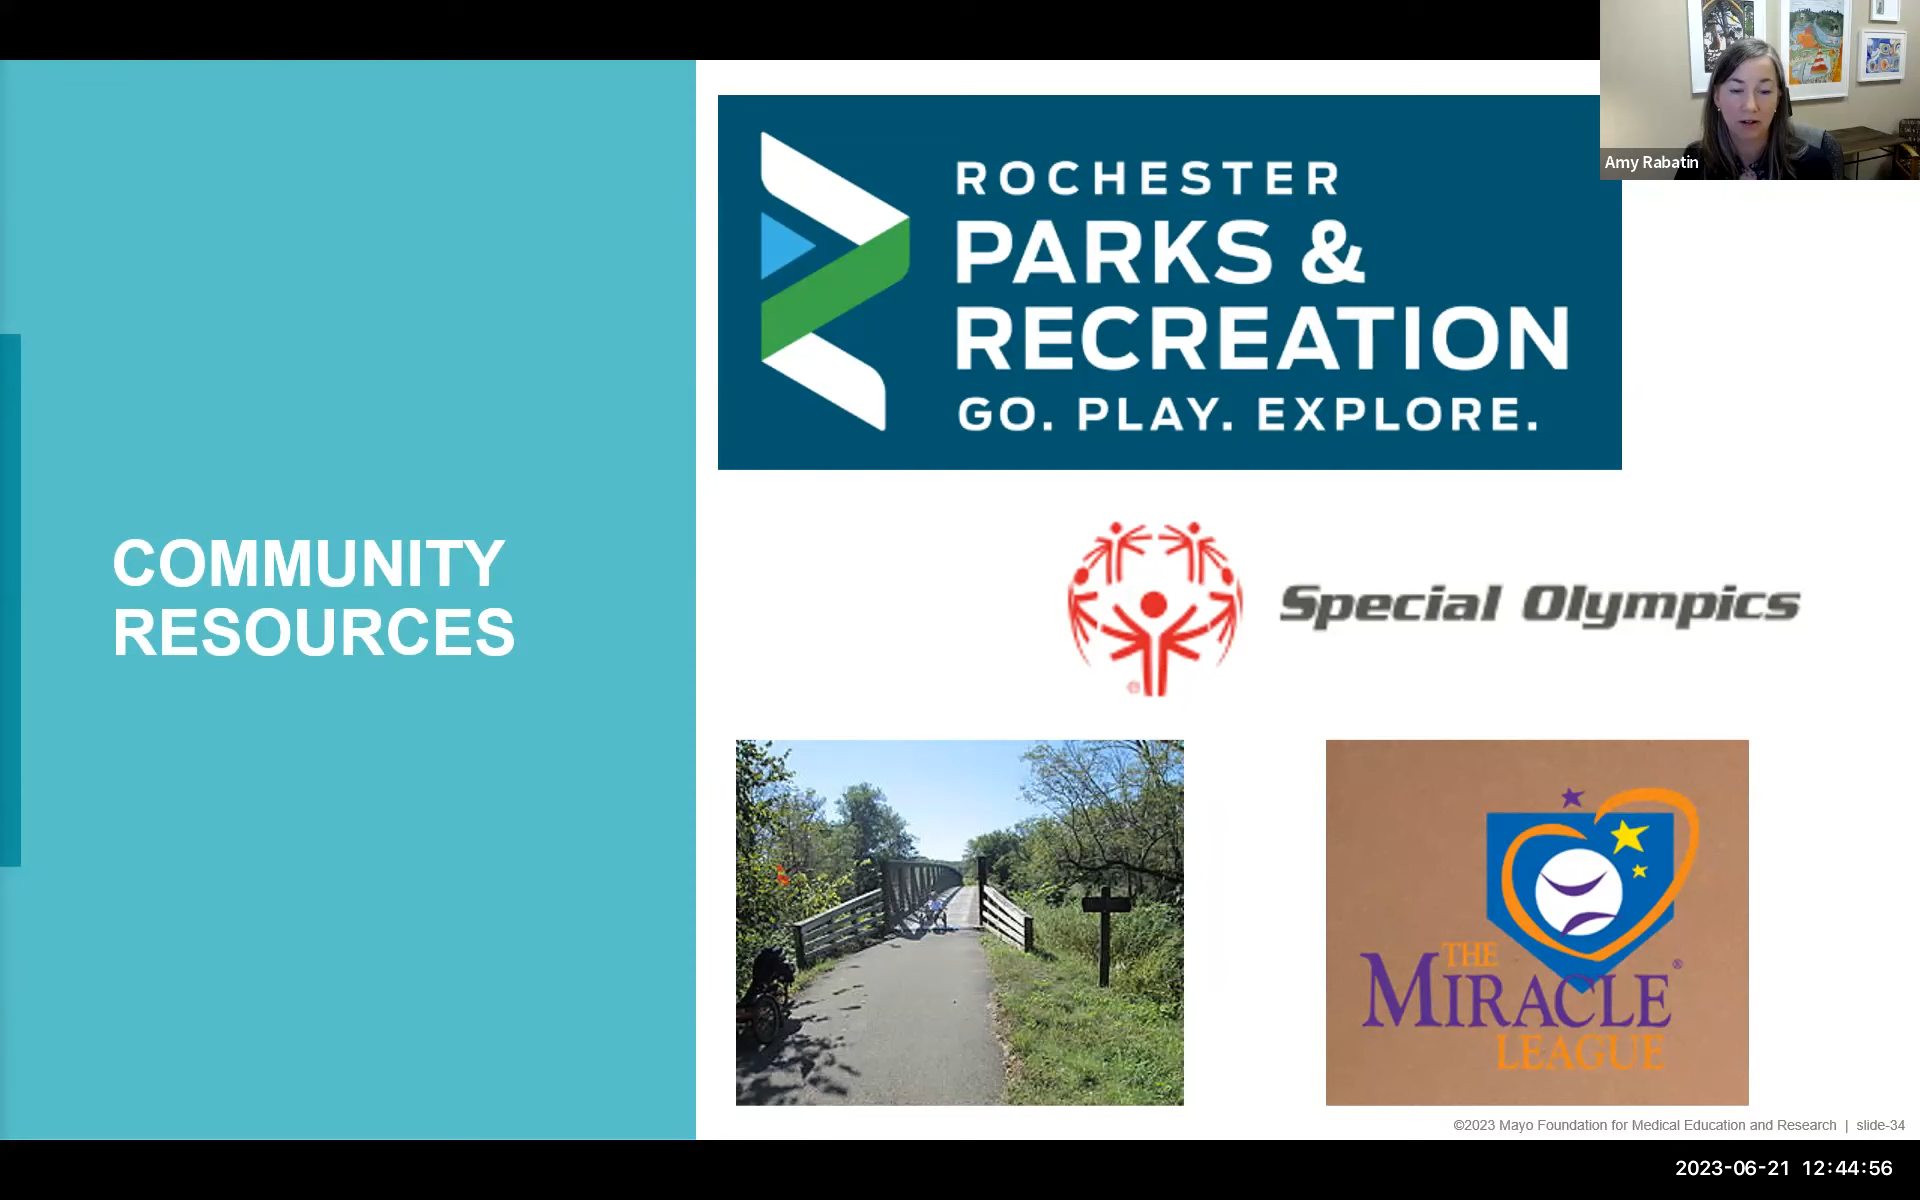 Amy Rabatin
ROCHESTER
PARKS &
RECREATION
GO. PLAY. EXPLORE.
COMMUNITY
RESOURCES
Special Olympics
®
THE
MIRACLE®
LEAGUE
©2023 Mayo Foundation for Medical Education and Research | slide-34
2023-06-21 12:44:56